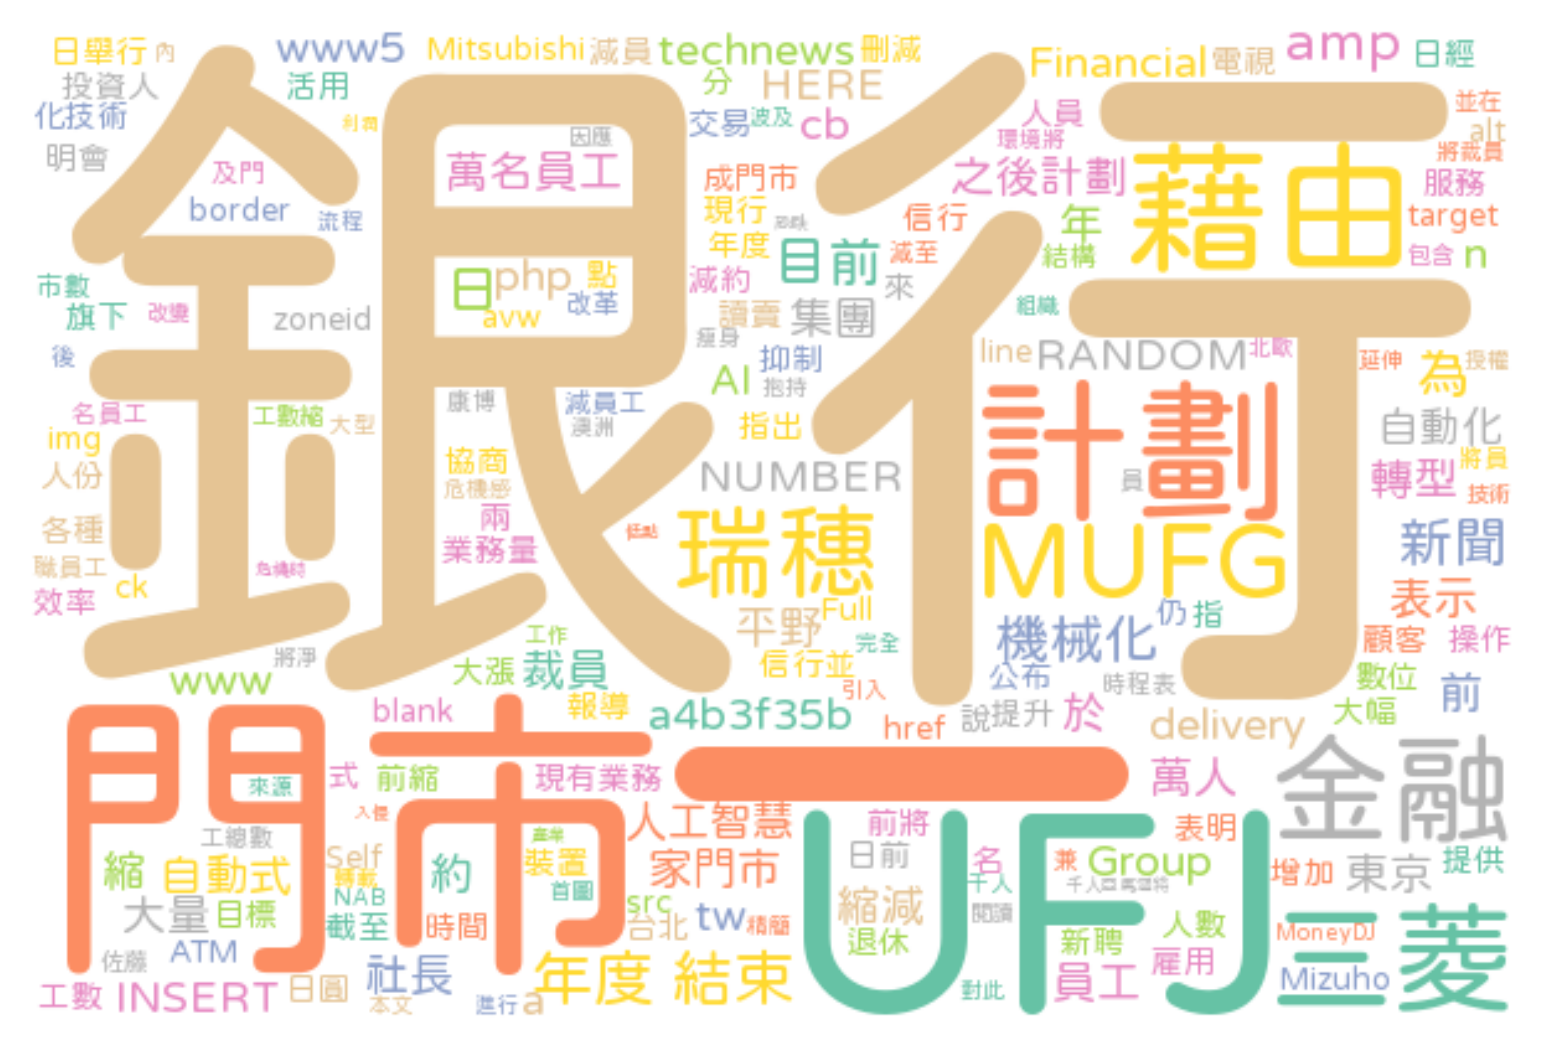 日舉行
內
www5
Mitsubishi
減員
technews
刪減
Financial
電視
amp
日經
投資人
活用
分
HERE
化技術
利潤
因應
交易
波及
cb
人員
並在
alt
環境將
將裁員
明會
及門
萬名員工
成門市
之後計劃
藉由
服務
border
流程
現行
信行
年
target
年度
目前
減至
結構
包含
n
市數
日
php
點
減約
來
旗下
改變
zoneid
avw
改革
讀賣
集團
組織
後
瘦身
抑制
line
RANDOM
北歐
延伸
為
授權
銀行
名員工
工數縮
大型
康博
減員工
AI
抱持
計劃
自動化
img
澳洲
指出
人份
協商
危機感
NUMBER
員
轉型
將員
技術
各種
兩
低點
瑞穗
MUFG
新聞
職員工
業務量
危機時
ck
效率
平野
Full
仍
指
表示
將淨
工作
完全
機械化
顧客
操作
www
大張
裁員
信行並
公布
時程表
數位
前
引入
blank
報導
a4b3f35b
href
說
提升
於
delivery
大幅
門市
一
來源
式
前縮
現有業務
萬人
金融
入侵
工總數
產業
人工智慧
UFJ
前將
表明
縮
自動式
Self
轉載
約
裝置
家門市
日前
名
兼
Group
增加
東京
提供
NAB
首圖
千人
大量
目標
截至
時間
src
台北
tw
精簡
縮減
閱讀
人數
三菱
退休
新聘
MoneyDJ
佐藤
ATM
社長
年度
結束
員工
雇用
Mizuho
工數
INSERT
日圓
本文
進行
a
對此